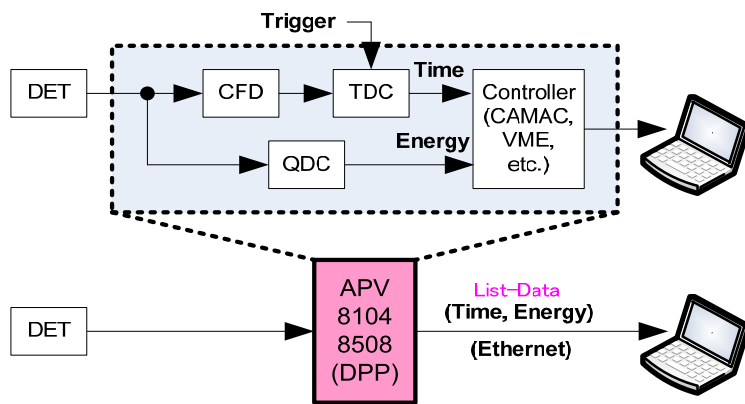 Trigger
DET
CFD
TDC
Time
Controller
(CAMAC,
VME,
etc.)
Energy
QDC
DET
APV
8104
8508
(DPP)
List-Data
(Time, Energy)
(Ethernet)